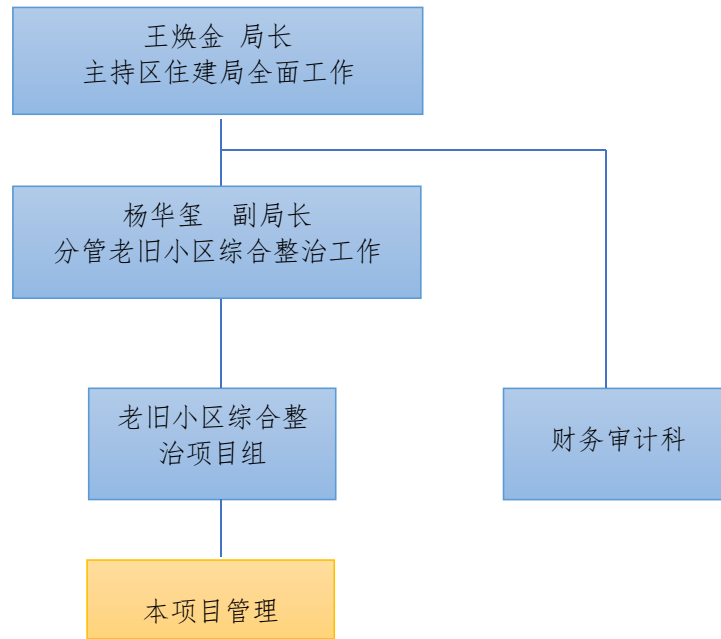 王焕金 局长
主持区住建局全面工作
杨华玺 副局长
分管老旧小区综合整治工作
老旧小区综合整
治项目组
财务审计科
本项目管理